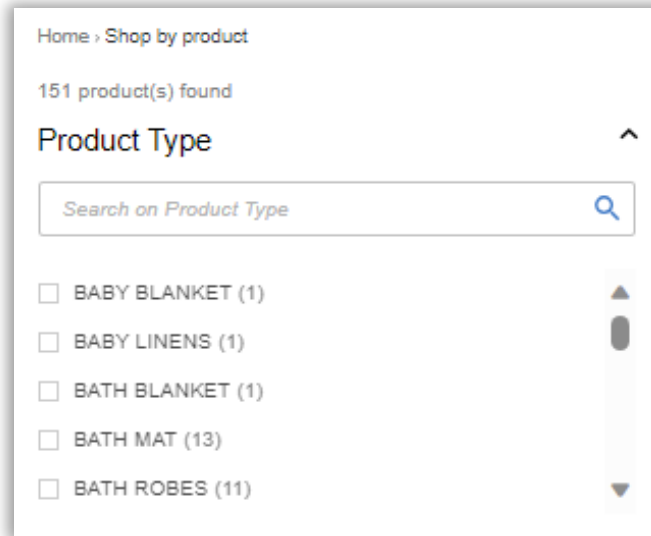 Home › Shop by product
151 product(s) found
Product Type
Search on Product Type
BABY BLANKET (1)
BABY LINENS (1)
BATH BLANKET (1)
BATH MAT (13)
BATH ROBES (11)